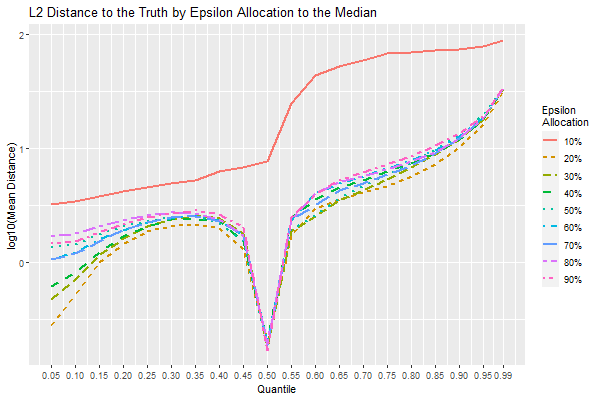 L2 Distance to the Truth by Epsilon Allocation to the Median
log10(Mean Distance)
2
1
0
0.05 0.10 0.15 0.20 0.25 0.30 0.35 0.40 0.45 0.50 0.55 0.60 0.65 0.70 0.75 0.80 0.85 0.90 0.95 0.99
Quantile
Epsilon
Allocation
10%
20%
30%
40%
50%
60%
70%
80%
90%